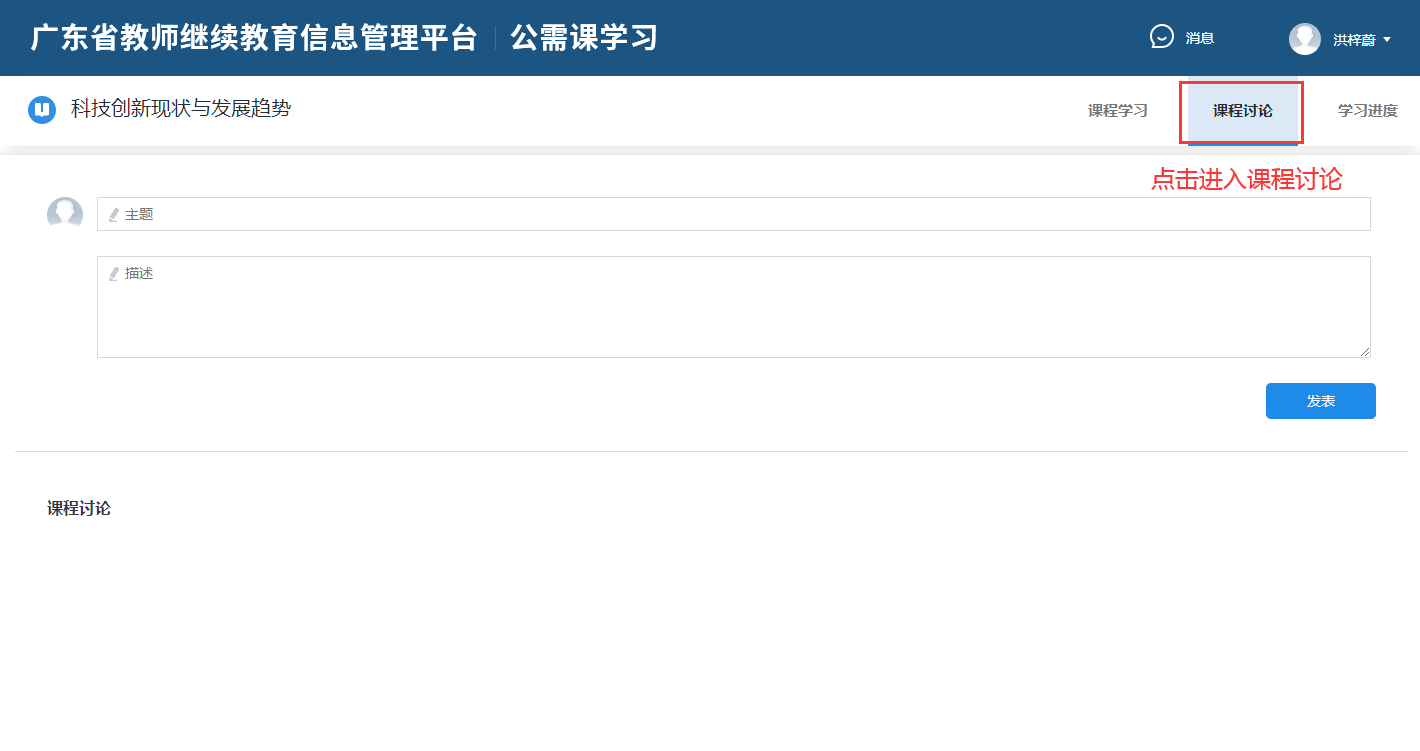 广东省教师继续教育信息管理平台 公需课学习 消息 洪梓蔚
科技创新现状与发展趋势 课程学习 课程讨论 学习进度
点击进入课程讨论
主题
描述
发表
课程讨论